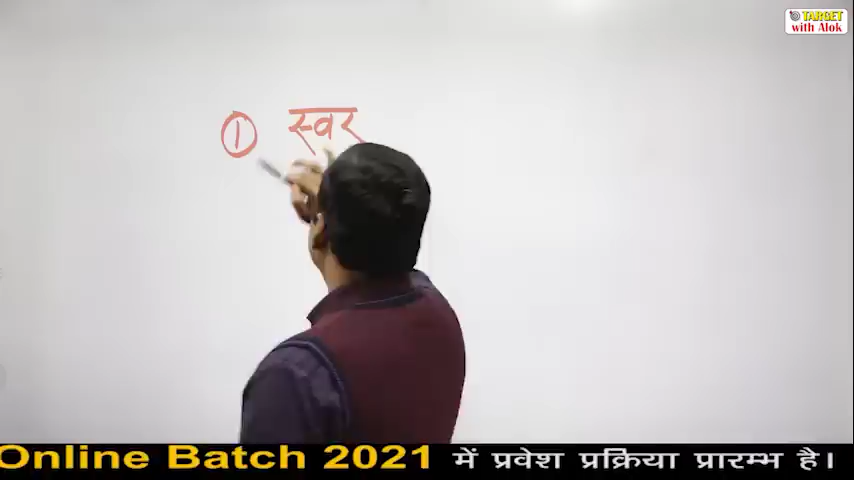 TARGET
with Alok
① स्वर
Online Batch 2021 में प्रवेश प्रक्रिया प्रारम्भ है।